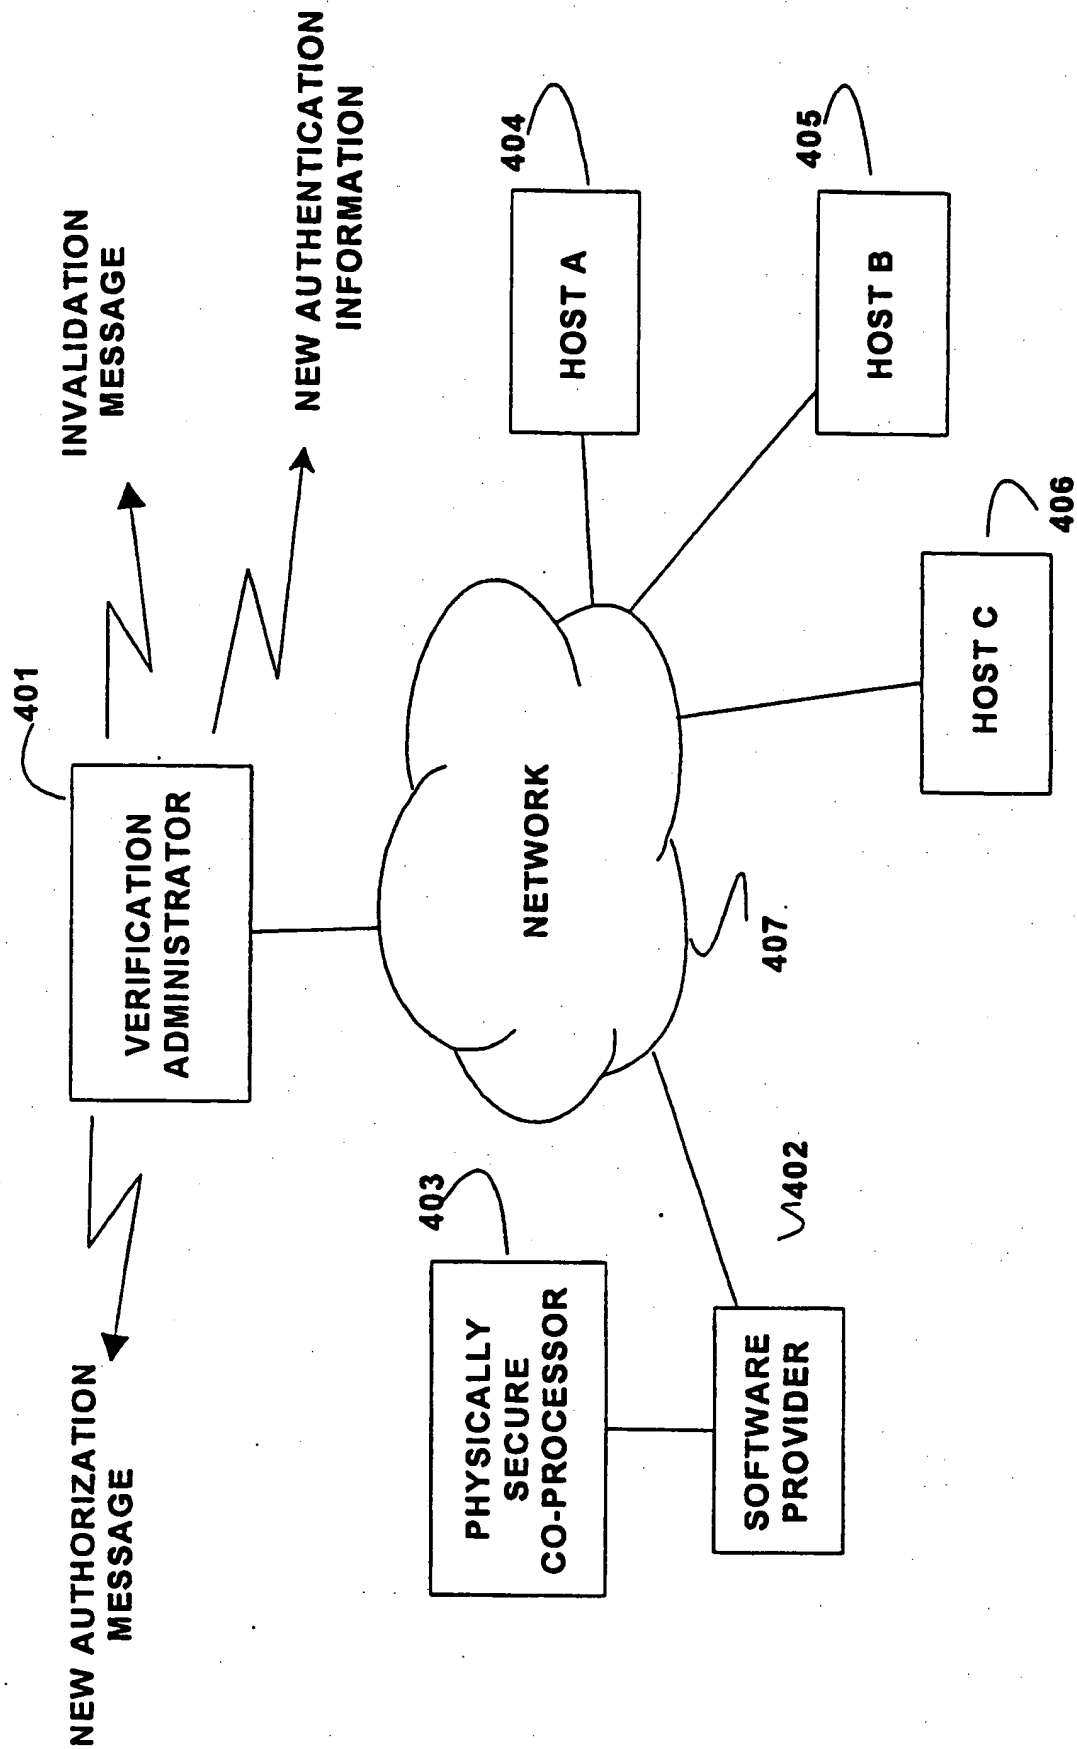 NEW AUTHORIZATION
MESSAGE
401
VERIFICATION
ADMINISTRATOR
INVALIDATION
MESSAGE
NEW AUTHENTICATION
INFORMATION
403
PHYSICALLY
SECURE
CO-PROCESSOR
NETWORK
404
HOST A
402
SOFTWARE
PROVIDER
407
405
HOST B
HOST C
406